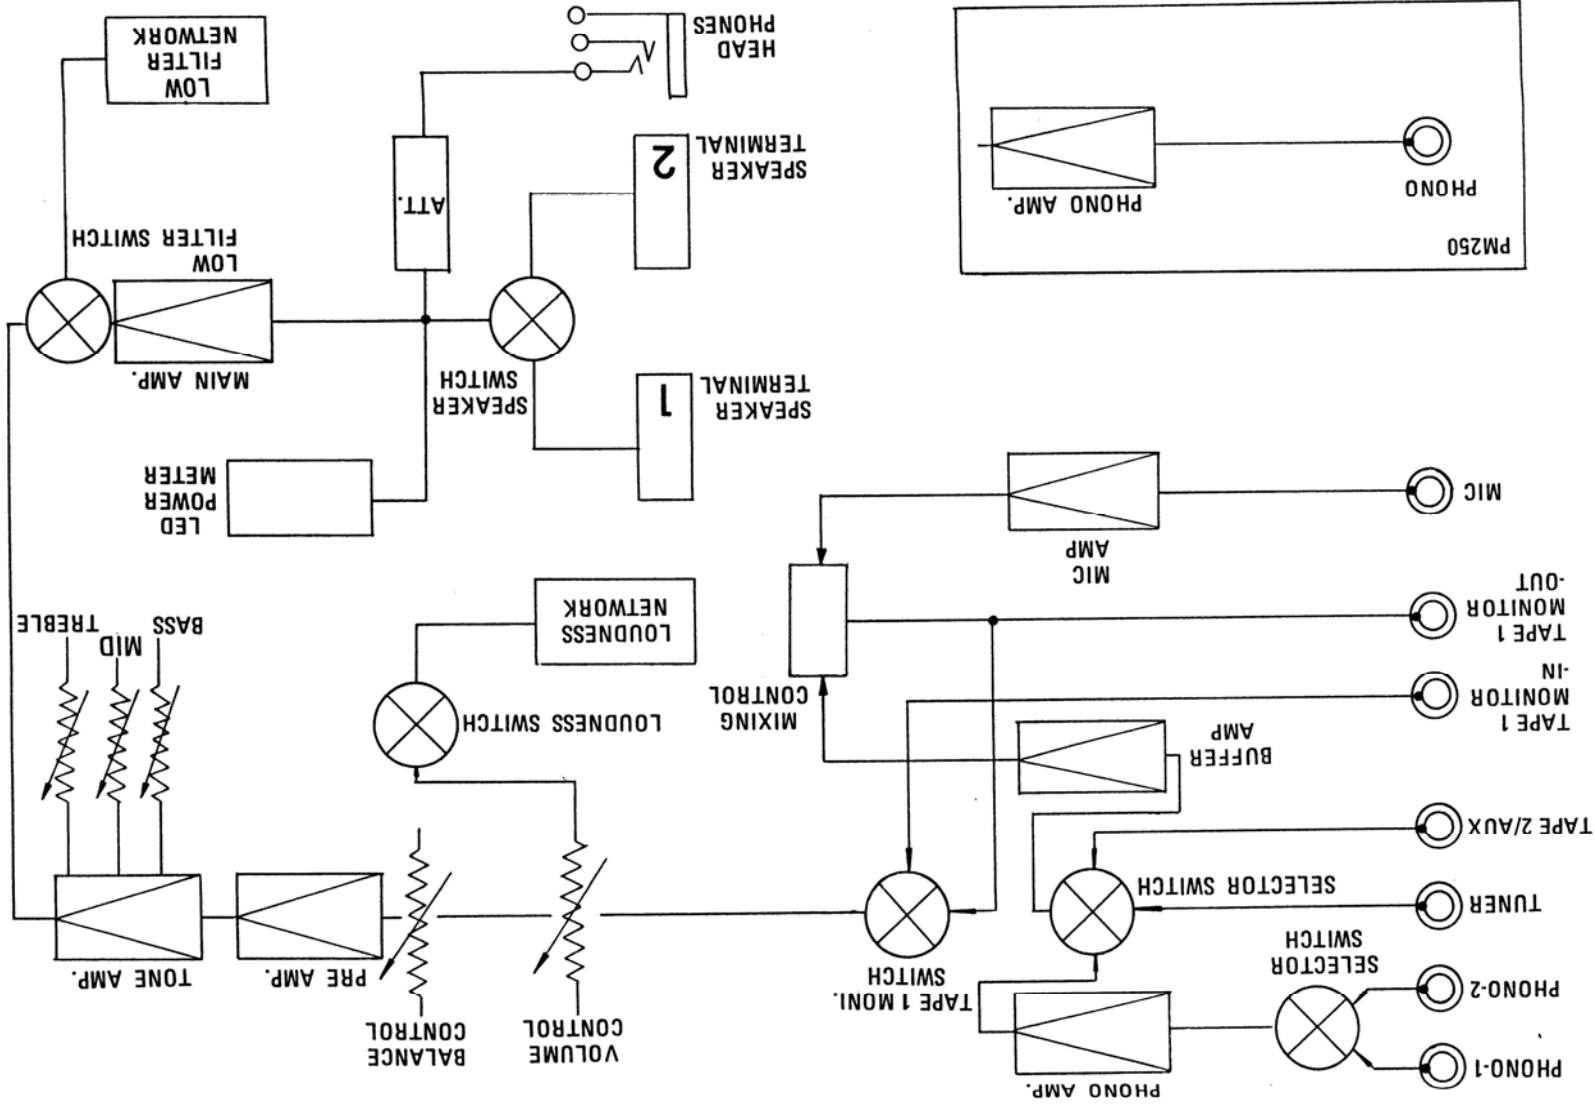 PHONO-1
PHONO-2
TUNER
TAPE 2/AUX
TAPE 1
MONITOR
-IN
TAPE 1
MONITOR
-OUT
MIC
SELECTOR
SWITCH
PHONO AMP.
SELECTOR SWITCH
BUFFER
AMP
MIC
AMP
TAPE 1 MONI.
SWITCH
MIXING
CONTROL
VOLUME
CONTROL
BALANCE
CONTROL
PRE AMP.
TONE AMP.
LOUDNESS SWITCH
LOUDNESS
NETWORK
BASS
MID
TREBLE
LED
POWER
METER
SPEAKER
TERMINAL
1
SPEAKER
SWITCH
MAIN AMP.
LOW
FILTER SWITCH
SPEAKER
TERMINAL
2
ATT.
HEAD
PHONES
LOW
FILTER
NETWORK
PM250
PHONO
PHONO AMP.